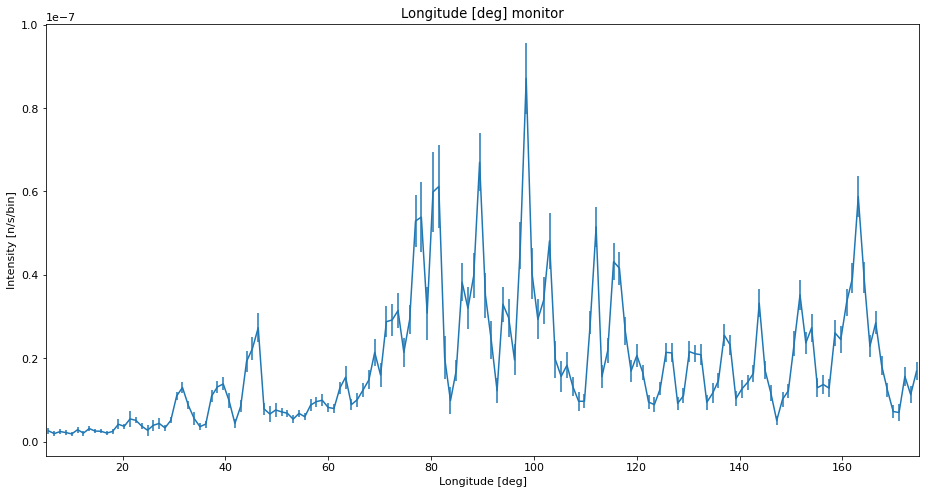 Longitude [deg] monitor
1e−7
1.0
0.8
0.6
0.4
0.2
0.0
Intensity [n/s/bin]
20 40 60 80 100 120 140 160
Longitude [deg]